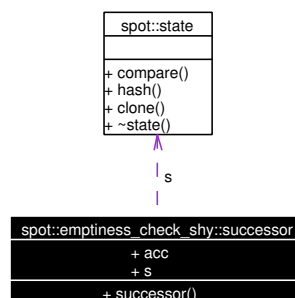 spot::state
+ compare()
+ hash()
+ clone()
+ ~state()
s
spot::emptiness_check_shy::successor
+ acc
+ s
+ successor()